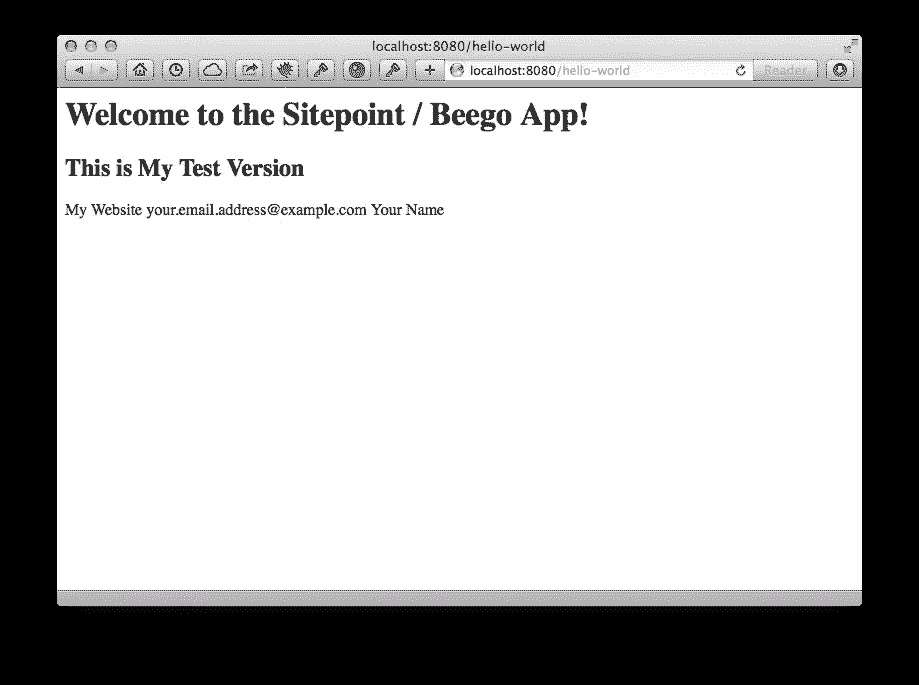 localhost:8080/hello-world
localhost:8080/hello-world
Reader
Welcome to the Sitepoint / Beego App!
This is My Test Version
My Website your.email.address@example.com Your Name